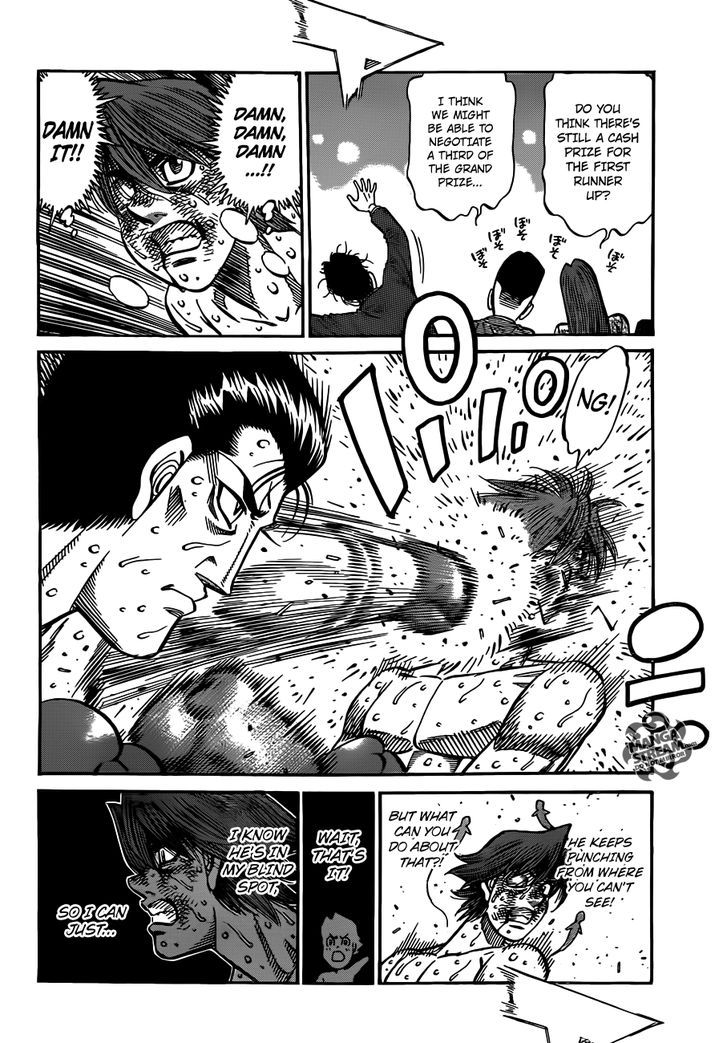 DO YOU
THINK THERE'S
STILL A CASH
PRIZE FOR
THE FIRST
RUNNER
UP?
I THINK
WE MIGHT
BE ABLE TO
NEGOTIATE
A THIRD OF
THE GRAND
PRIZE...
ぼそ
ぼそ
ぼそ
ぼそ
DAMN,
DAMN,
DAMN
...!!
DAMN
IT!!
NG!
MANGA
STREAM
HE KEEPS
PUNCHING
FROM WHERE
YOU CAN'T
SEE!
BUT WHAT
CAN YOU
DO ABOUT
THAT?!
WAIT,
THAT'S
IT!
I KNOW
HE'S IN
MY BLIND
SPOT,
SO I CAN
JUST...